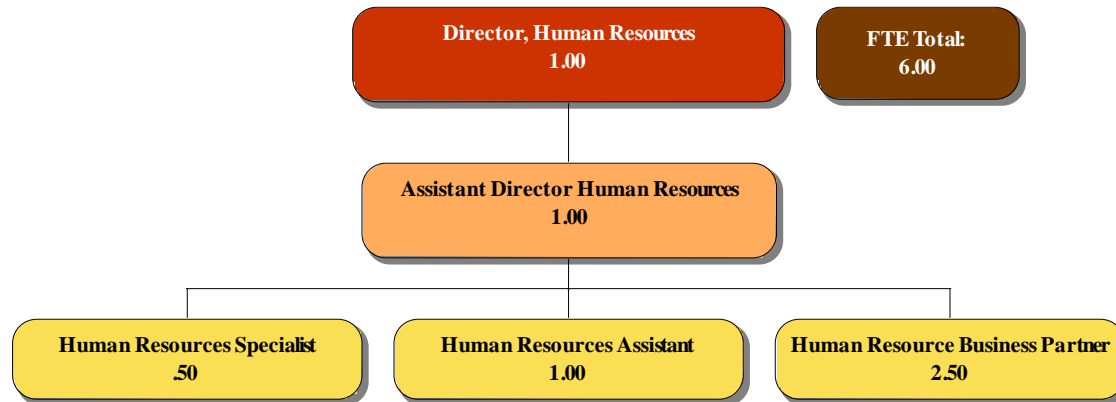 Director, Human Resources
1.00
FTE Total:
6.00
Assistant Director Human Resources
1.00
Human Resources Specialist
.50
Human Resources Assistant
1.00
Human Resource Business Partner
2.50